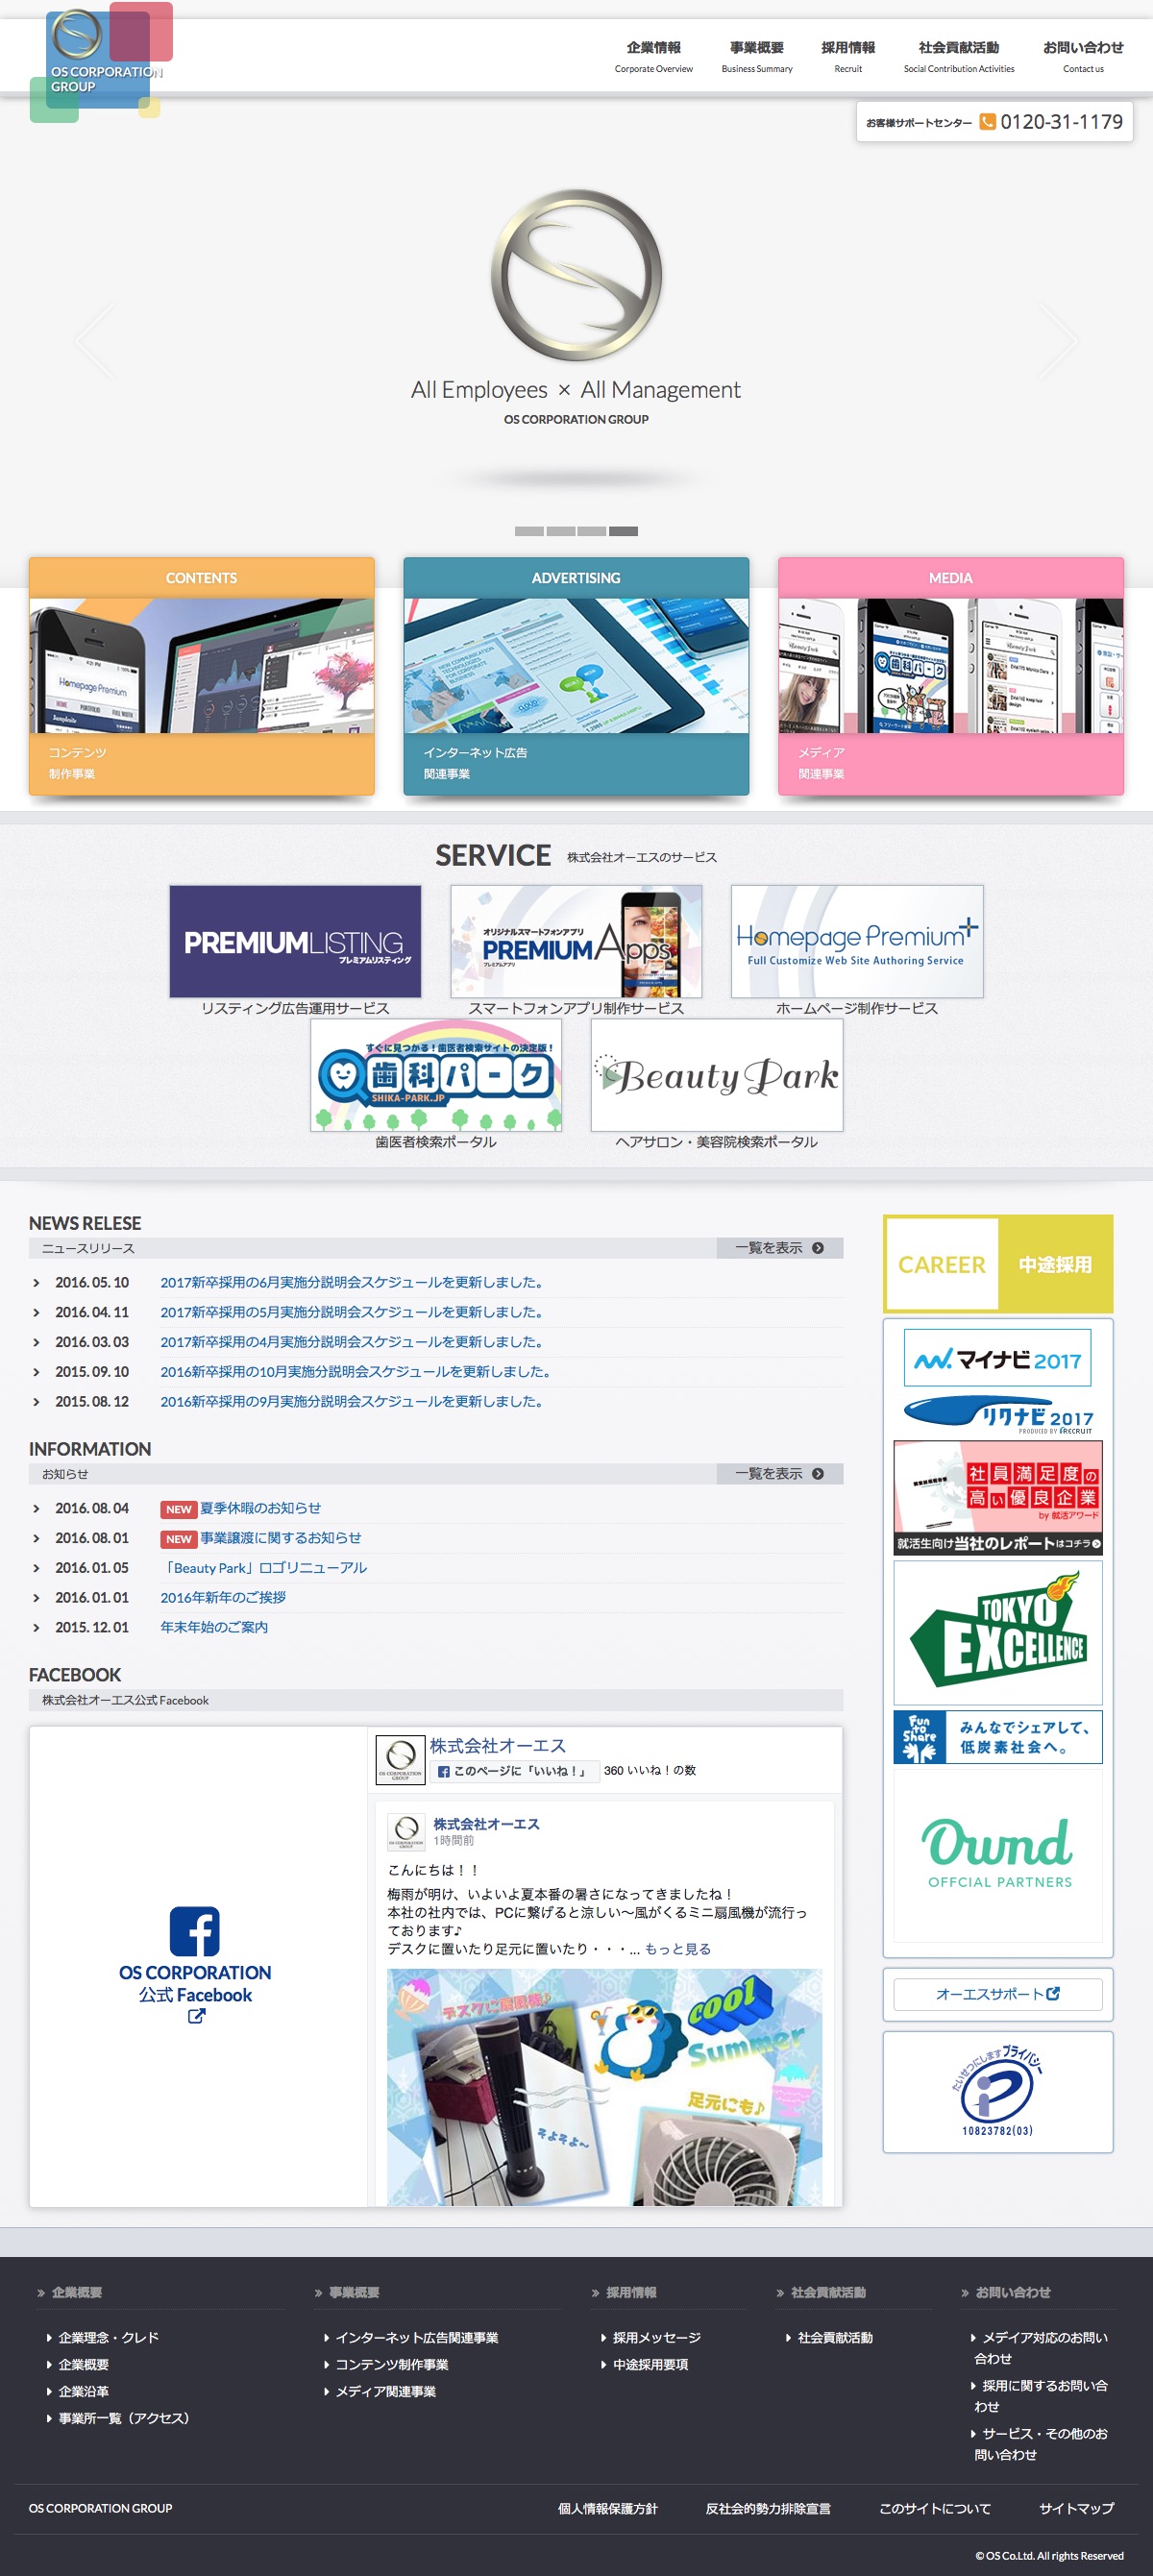 OS CORPORATION
GROUP
企業情報
Corporate Overview
事業概要
Business Summary
採用情報
Recruit
社会貢献活動
Social Contribution Activities
お問い合わせ
Contact us
お客様サポートセンター 0120-31-1179
All Employees × All Management
OS CORPORATION GROUP
CONTENTS
Homepage Premium
コンテンツ
制作事業
ADVERTISING
NEW COMMUNICATION
TECHNOLOGIES
FOR CORPORATE
BUSINESS
インターネット広告
関連事業
MEDIA
Beauty Park
歯科パーク
メディア
関連事業
SERVICE 株式会社オーエスのサービス
PREMIUMLISTING
プレミアムリスティング
リスティング広告運用サービス
オリジナルスマートフォンアプリ
PREMIUMApps
プレミアムアプリ
スマートフォンアプリ制作サービス
Homepage Premium+
Full Customize Web Site Authoring Service
ホームページ制作サービス
すぐに見つかる!歯医者検索サイトの決定版!
歯科パーク
SHIKA-PARK.JP
歯医者検索ポータル
Beauty Park
ヘアサロン・美容院検索ポータル
NEWS RELESE
ニュースリリース 一覧を表示
2016. 05. 10 2017新卒採用の6月実施分説明会スケジュールを更新しました。
2016. 04. 11 2017新卒採用の5月実施分説明会スケジュールを更新しました。
2016. 03. 03 2017新卒採用の4月実施分説明会スケジュールを更新しました。
2015. 09. 10 2016新卒採用の10月実施分説明会スケジュールを更新しました。
2015. 08. 12 2016新卒採用の9月実施分説明会スケジュールを更新しました。
INFORMATION
お知らせ 一覧を表示
2016. 08. 04 NEW 夏季休暇のお知らせ
2016. 08. 01 NEW 事業譲渡に関するお知らせ
2016. 01. 05 「Beauty Park」ロゴリニューアル
2016. 01. 01 2016年新年のご挨拶
2015. 12. 01 年末年始のご案内
FACEBOOK
株式会社オーエス公式 Facebook
OS CORPORATION
公式 Facebook
株式会社オーエス
このページに「いいね!」 360 いいね!の数
株式会社オーエス
1時間前
こんにちは!!
梅雨が明け、いよいよ夏本番の暑さになってきましたね!
本社の社内では、PCに繋げると涼しい〜風がくるミニ扇風機が流行っ
ております♪
デスクに置いたり足元に置いたり・・・... もっと見る
デスクに扇風機♪
cool
Summer
足元にも♪
そよそよ〜
CAREER 中途採用
マイナビ 2017
リクナビ 2017
PRODUCED BY RECRUIT
社員満足度の
高い優良企業
by 就活アワード
就活生向け当社のレポートはコチラ
TOKYO
EXCELLENCE
Fun to Share
みんなでシェアして、
低炭素社会へ。
Ownd
OFFCIAL PARTNERS
オーエスサポート
たいせつにしますプライバシー
10823782(03)
企業概要
企業理念・クレド
企業概要
企業沿革
事業所一覧(アクセス)
事業概要
インターネット広告関連事業
コンテンツ制作事業
メディア関連事業
採用情報
採用メッセージ
中途採用要項
社会貢献活動
社会貢献活動
お問い合わせ
メデイア対応のお問い
合わせ
採用に関するお問い合
わせ
サービス・その他のお
問い合わせ
OS CORPORATION GROUP
個人情報保護方針 反社会的勢力排除宣言 このサイトについて サイトマップ
© OS Co.Ltd. All rights Reserved